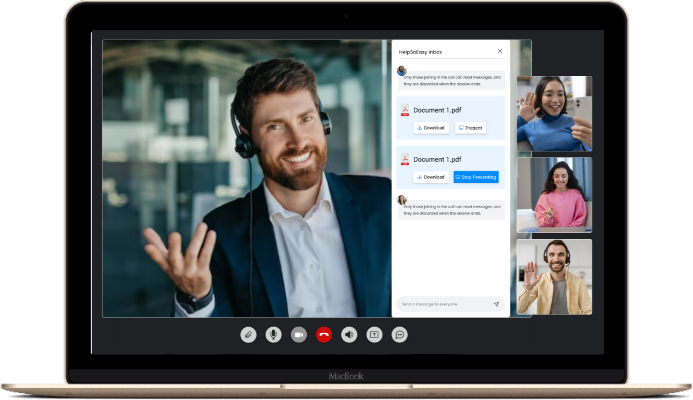 HelpSoEasy Inbox
Only those joining in the call can read messages, and
they are discarded when the session ends.
Document 1.pdf
Download
Present
Document 1.pdf
Download
Stop Presenting
Only those joining in the call can read messages, and
they are discarded when the session ends.
Send a message to everyone
MacBook